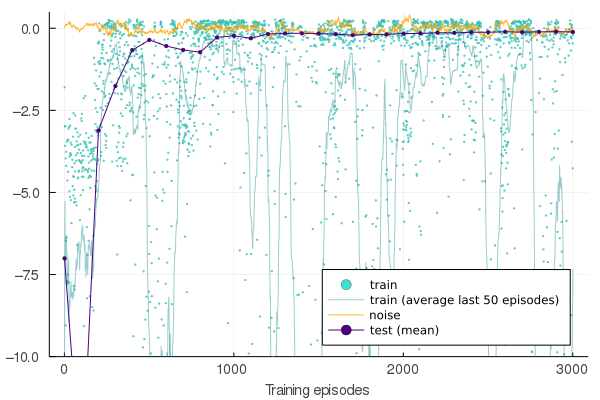 0.0
−2.5
−5.0
−7.5
−10.0
train
train (average last 50 episodes)
noise
test (mean)
0 1000 2000 3000
Training episodes